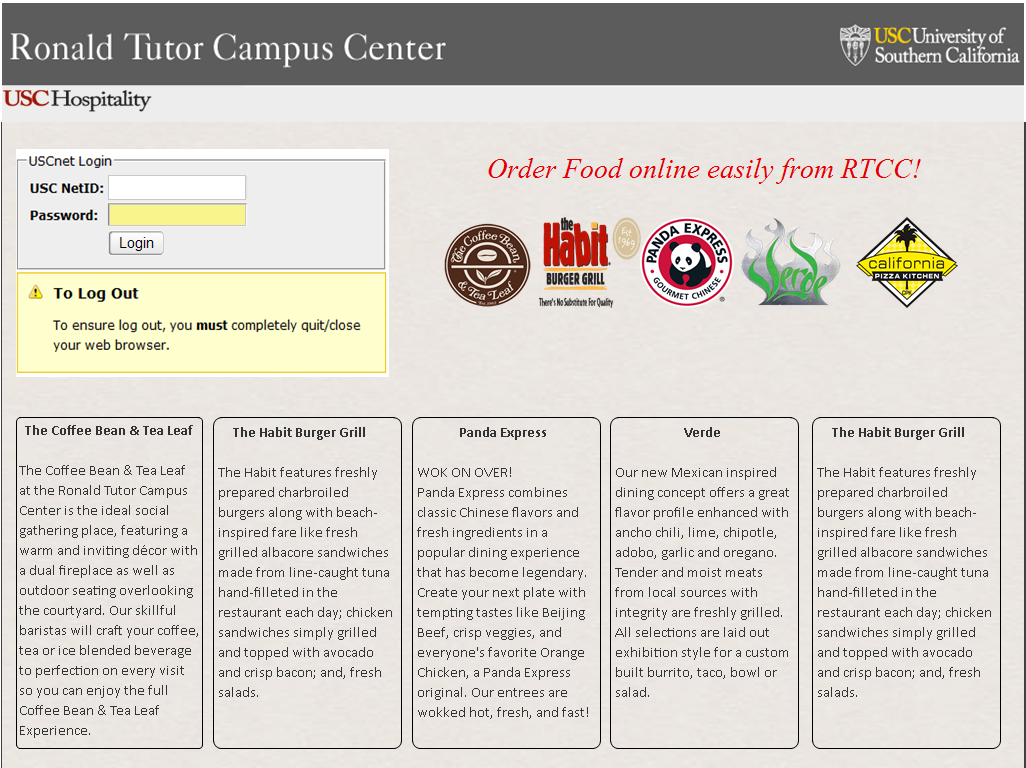 Ronald Tutor Campus Center
USC University of
Southern California
USC Hospitality
USCnet Login
USC NetID:
Password:
Login
To Log Out
To ensure log out, you must completely quit/close
your web browser.
Order Food online easily from RTCC!
The Coffee Bean
& Tea Leaf
the
Habit
BURGER GRILL
There's No Substitute For Quality
Est
1969
PANDA EXPRESS
GOURMET CHINESE
Verde
california
PIZZA KITCHEN
CPK
The Coffee Bean & Tea Leaf
The Coffee Bean & Tea Leaf
at the Ronald Tutor Campus
Center is the ideal social
gathering place, featuring a
warm and inviting décor with
a dual fireplace as well as
outdoor seating overlooking
the courtyard. Our skillful
baristas will craft your coffee,
tea or ice blended beverage
to perfection on every visit
so you can enjoy the full
Coffee Bean & Tea Leaf
Experience.
The Habit Burger Grill
The Habit features freshly
prepared charbroiled
burgers along with beach-
inspired fare like fresh
grilled albacore sandwiches
made from line-caught tuna
hand-filleted in the
restaurant each day; chicken
sandwiches simply grilled
and topped with avocado
and crisp bacon; and, fresh
salads.
Panda Express
WOK ON OVER!
Panda Express combines
classic Chinese flavors and
fresh ingredients in a
popular dining experience
that has become legendary.
Create your next plate with
tempting tastes like Beijing
Beef, crisp veggies, and
everyone's favorite Orange
Chicken, a Panda Express
original. Our entrees are
wokked hot, fresh, and fast!
Verde
Our new Mexican inspired
dining concept offers a great
flavor profile enhanced with
ancho chili, lime, chipotle,
adobo, garlic and oregano.
Tender and moist meats
from local sources with
integrity are freshly grilled.
All selections are laid out
exhibition style for a custom
built burrito, taco, bowl or
salad.
The Habit Burger Grill
The Habit features freshly
prepared charbroiled
burgers along with beach-
inspired fare like fresh
grilled albacore sandwiches
made from line-caught tuna
hand-filleted in the
restaurant each day; chicken
sandwiches simply grilled
and topped with avocado
and crisp bacon; and, fresh
salads.